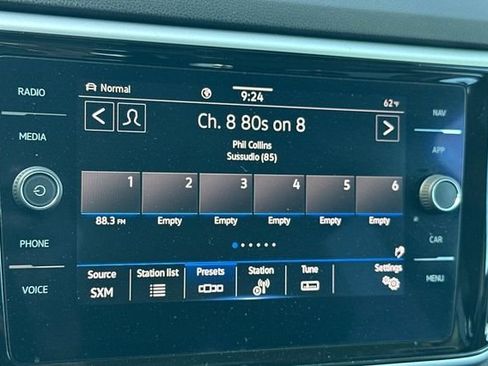 RADIO
MEDIA
PHONE
VOICE
Normal
9:24
62°F
Ch. 8 80s on 8
Phil Collins
Sussudio (85)
1 2 3 4 5 6
88.3 FM Empty Empty Empty Empty Empty
Source Station list Presets Station Tune Settings
SXM
NAV
APP
CAR
MENU